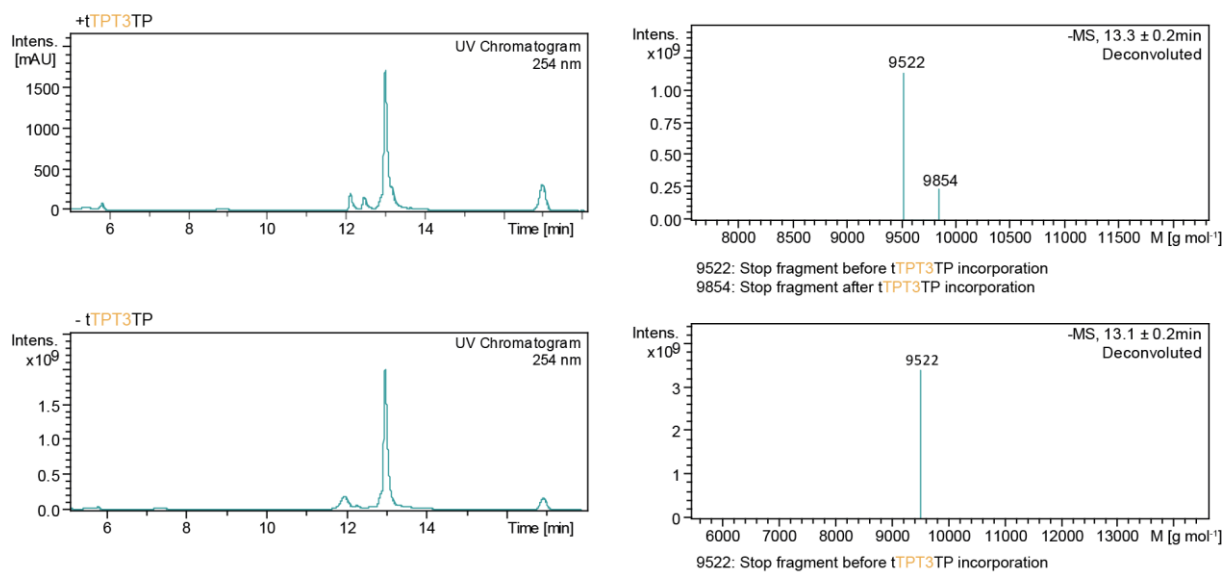 +tTPT3TP
Intens.
[mAU]
UV Chromatogram
254 nm
1500
1000
500
0
6
10
12
14
Time [min]
Intens.
x10⁹
-MS, 13.3 ± 0.2min
Deconvoluted
9522
9854
1.00
0.75
0.50
0.25
0.00
8000
8500
9000
9500
10000
10500
11000
11500
M [g mol⁻¹]
9522: Stop fragment before tTPT3TP incorporation
9854: Stop fragment after tTPT3TP incorporation
- tTPT3TP
Intens.
x10⁹
UV Chromatogram
254 nm
1.5
1.0
0.5
0.0
6
8
10
12
14
Time [min]
Intens.
x10⁹
-MS, 13.1 ± 0.2min
Deconvoluted
9522
3
2
1
0
6000
7000
8000
9000
10000
11000
12000
13000
M [g mol⁻¹]
9522: Stop fragment before tTPT3TP incorporation